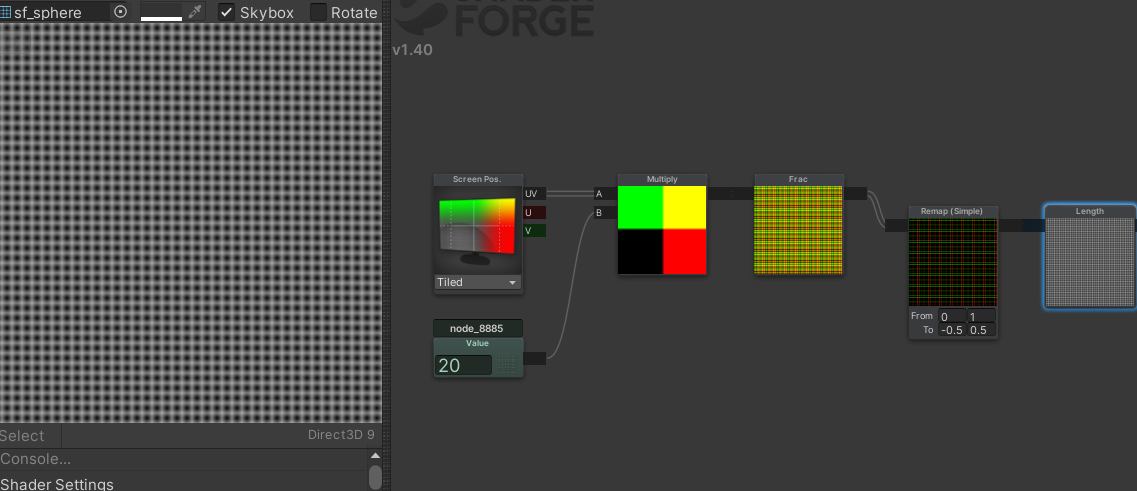 sf_sphere
Skybox
Rotate
FORGE
v1.40
Screen Pos.
Multiply
Frac
UV
A
U
B
Remap (Simple)
Length
V
Tiled
From 0 1
To -0.5 0.5
node_8885
Value
20
Select
Direct3D 9
Console...
Shader Settings